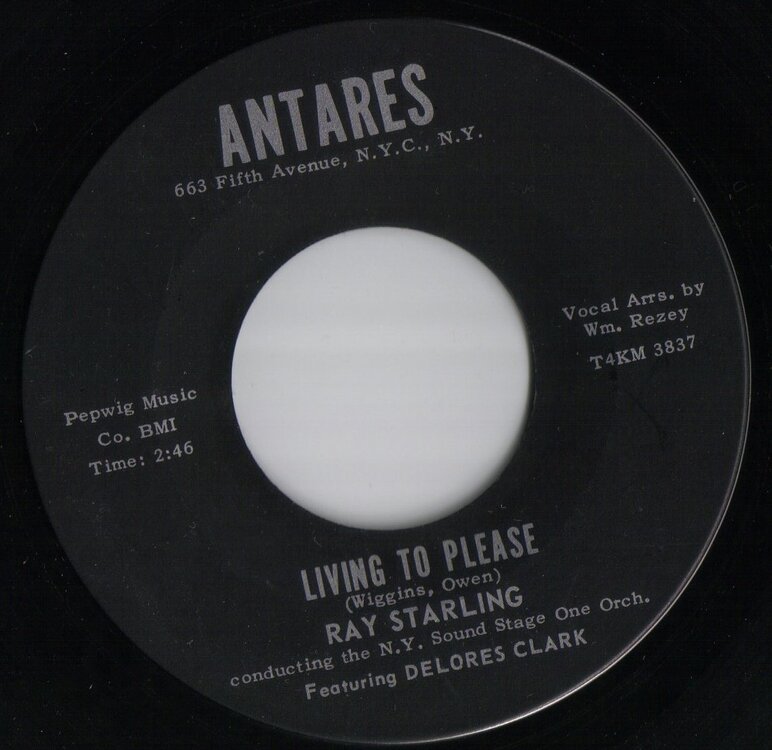 ANTARES
663 Fifth Avenue, N.Y.C., N.Y.
Vocal Arrs. by
Wm. Rezey
T4KM 3837
Pepwig Music
Co. BMI
Time: 2:46
LIVING TO PLEASE
(Wiggins, Owen)
RAY STARLING
conducting the N.Y. Sound Stage One Orch.
Featuring DELORES CLARK